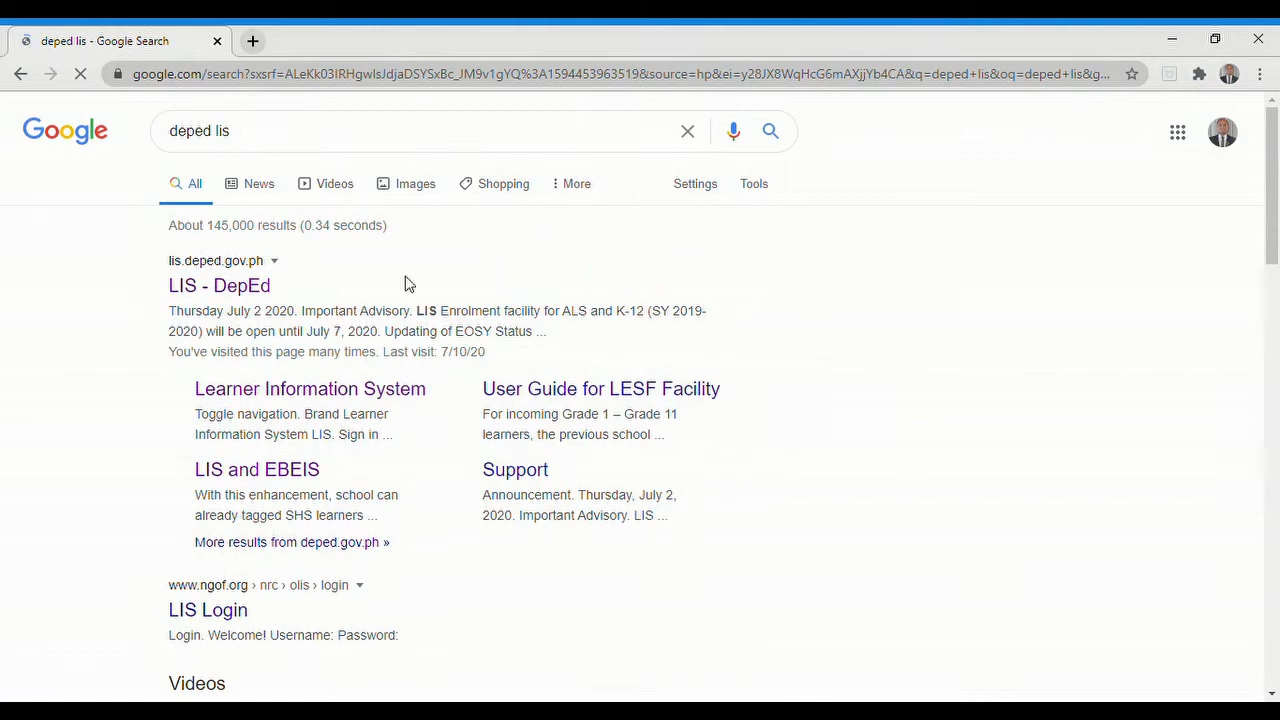 deped lis - Google Search
google.com/search?sxsrf=ALeKk03IRHgwIsJdjaDSYSxBc_JM9v1gYQ%3A1594453963519&source=hp&ei=y28JX8WqHcG6mAXjjYb4CA&q=deped+lis&oq=deped+lis&g...
Google
deped lis
All
News
Videos
Images
Shopping
More
Settings
Tools
About 145,000 results (0.34 seconds)
lis.deped.gov.ph
LIS - DepEd
Thursday July 2 2020. Important Advisory. LIS Enrolment facility for ALS and K-12 (SY 2019-
2020) will be open until July 7, 2020. Updating of EOSY Status ...
You've visited this page many times. Last visit: 7/10/20
Learner Information System
Toggle navigation. Brand Learner
Information System LIS. Sign in ...
User Guide for LESF Facility
For incoming Grade 1 – Grade 11
learners, the previous school ...
LIS and EBEIS
With this enhancement, school can
already tagged SHS learners ...
Support
Announcement. Thursday, July 2,
2020. Important Advisory. LIS ...
More results from deped.gov.ph »
www.ngof.org › nrc › olis › login
LIS Login
Login. Welcome! Username: Password:
Videos